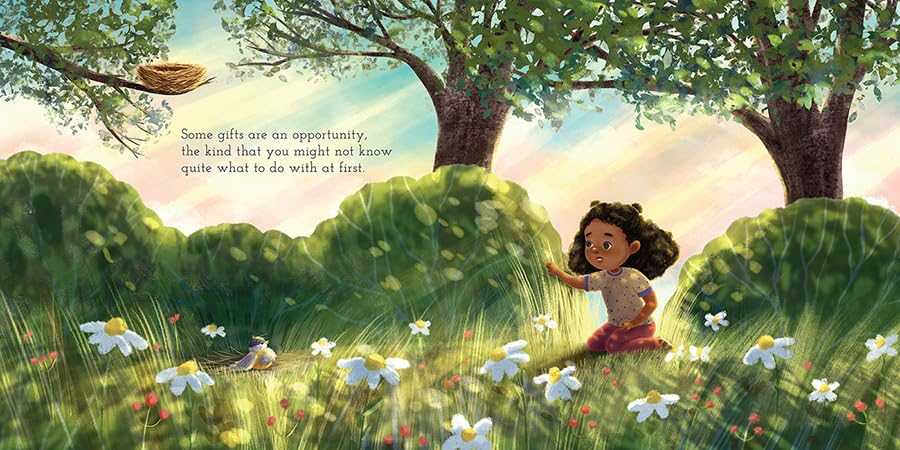 Some gifts are an opportunity,
the kind that you might not know
quite what to do with at first.